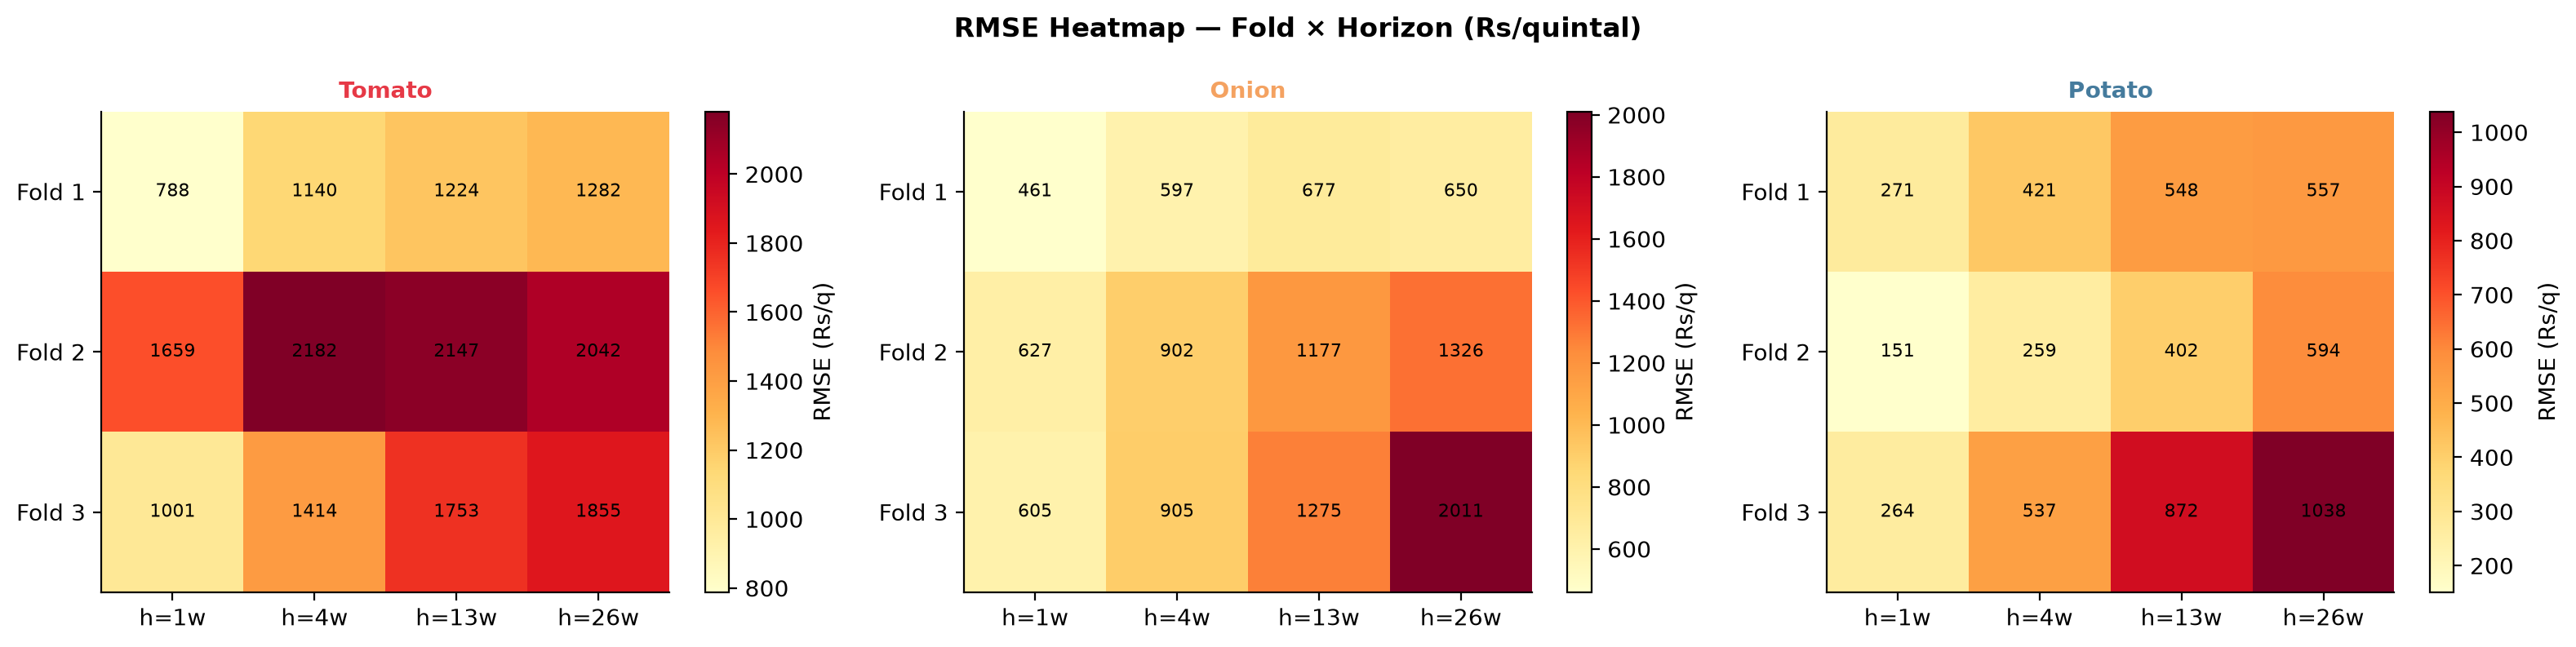 RMSE Heatmap — Fold × Horizon (Rs/quintal)
Tomato
Fold 1 788 1140 1224 1282
Fold 2 1659 2182 2147 2042
Fold 3 1001 1414 1753 1855
h=1w h=4w h=13w h=26w
2000
1800
1600
1400
1200
1000
800
RMSE (Rs/q)
Onion
Fold 1 461 597 677 650
Fold 2 627 902 1177 1326
Fold 3 605 905 1275 2011
h=1w h=4w h=13w h=26w
2000
1800
1600
1400
1200
1000
800
600
RMSE (Rs/q)
Potato
Fold 1 271 421 548 557
Fold 2 151 259 402 594
Fold 3 264 537 872 1038
h=1w h=4w h=13w h=26w
1000
900
800
700
600
500
400
300
200
RMSE (Rs/q)